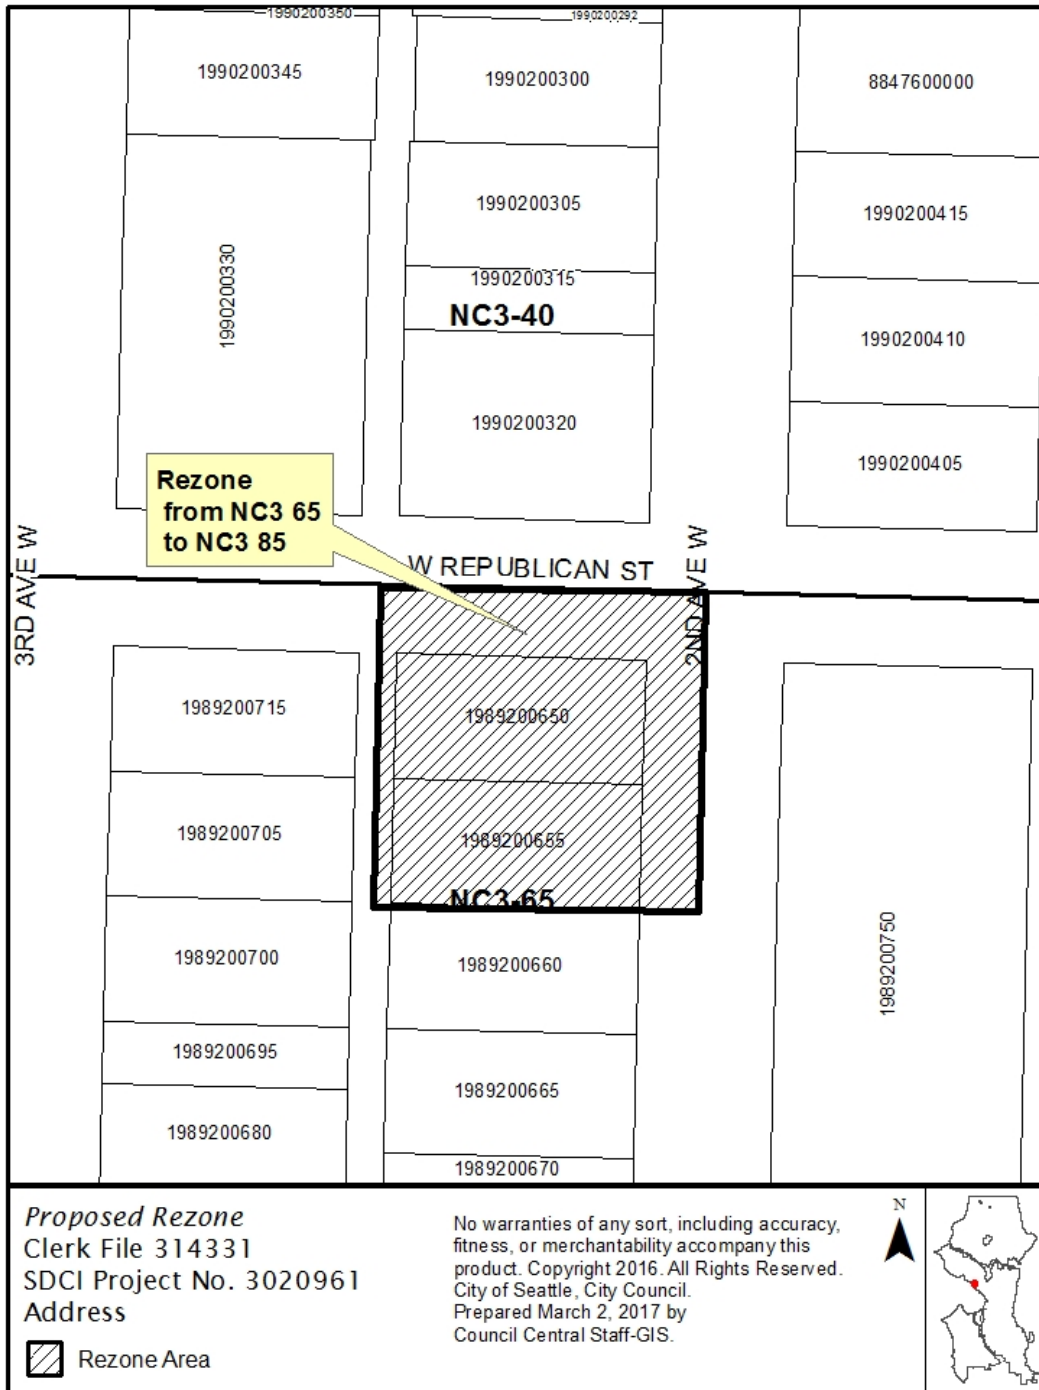 1990200350
1990200292
1990200345
1990200300
8847600000
1990200305
1990200415
1990200330
1990200315
NC3-40
1990200410
1990200320
1990200405
Rezone
from NC3 65
to NC3 85
W REPUBLICAN ST
3RD AVE W
2ND AVE W
1989200715
1989200650
1989200705
1989200655
NC3-65
1989200700
1989200660
1989200750
1989200695
1989200665
1989200680
1989200670
Proposed Rezone
Clerk File 314331
SDCI Project No. 3020961
Address
Rezone Area
No warranties of any sort, including accuracy,
fitness, or merchantability accompany this
product. Copyright 2016. All Rights Reserved.
City of Seattle, City Council.
Prepared March 2, 2017 by
Council Central Staff-GIS.
N